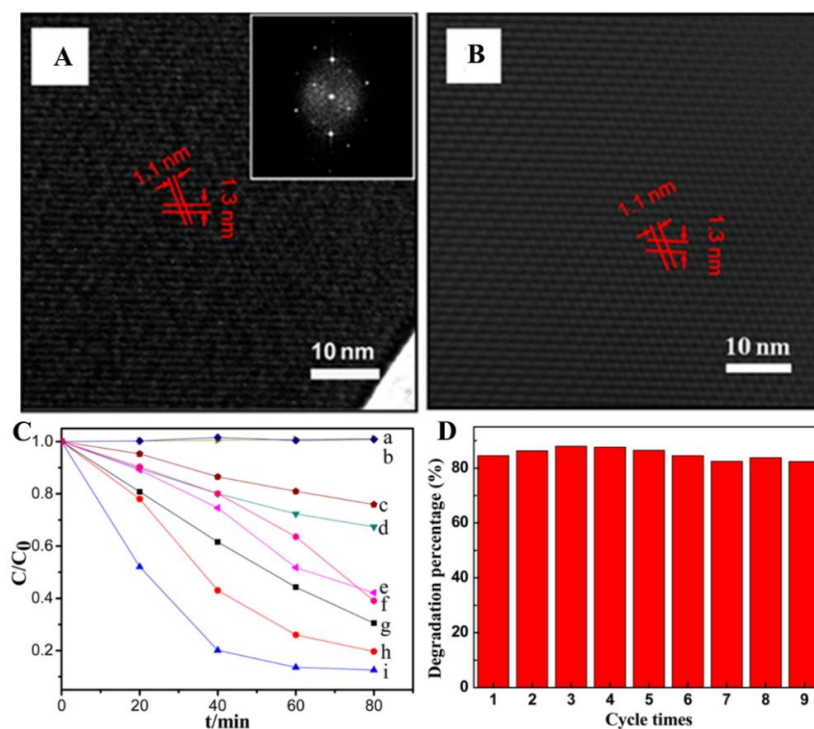 A
1.1 nm
1.3 nm
10 nm
B
1.1 nm
1.3 nm
10 nm
C
C/C0
1.0
0.8
0.6
0.4
0.2
a
b
c
d
e
f
g
h
i
0 20 40 60 80
t/min
D
Degradation percentage (%)
80
60
40
20
0
1 2 3 4 5 6 7 8 9
Cycle times